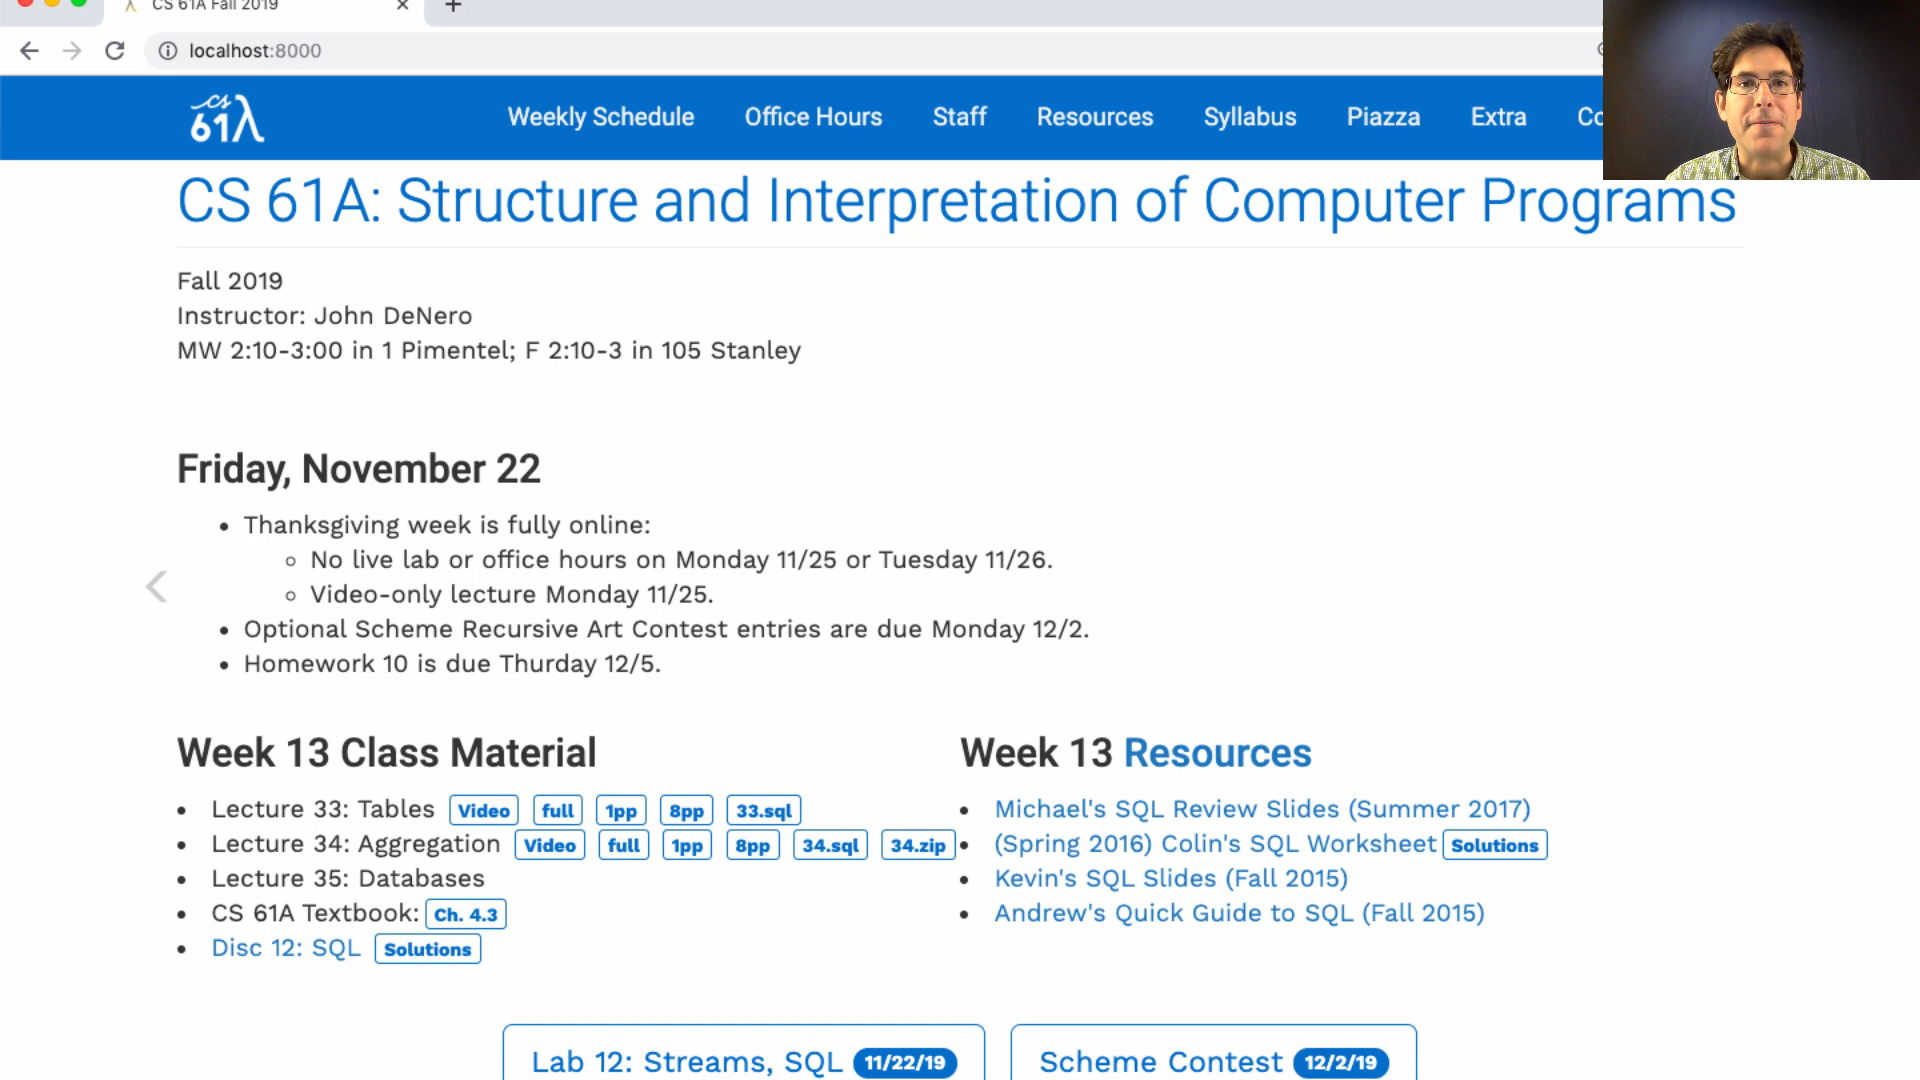 CS 61A Fall 2019
localhost:8000
cs 61λ
Weekly Schedule Office Hours Staff Resources Syllabus Piazza Extra
CS 61A: Structure and Interpretation of Computer Programs
Fall 2019
Instructor: John DeNero
MW 2:10-3:00 in 1 Pimentel; F 2:10-3 in 105 Stanley
Friday, November 22
Thanksgiving week is fully online:
No live lab or office hours on Monday 11/25 or Tuesday 11/26.
Video-only lecture Monday 11/25.
Optional Scheme Recursive Art Contest entries are due Monday 12/2.
Homework 10 is due Thurday 12/5.
Week 13 Class Material
Lecture 33: Tables Video full 1pp 8pp 33.sql
Lecture 34: Aggregation Video full 1pp 8pp 34.sql 34.zip
Lecture 35: Databases
CS 61A Textbook: Ch. 4.3
Disc 12: SQL Solutions
Week 13 Resources
Michael's SQL Review Slides (Summer 2017)
(Spring 2016) Colin's SQL Worksheet Solutions
Kevin's SQL Slides (Fall 2015)
Andrew's Quick Guide to SQL (Fall 2015)
Lab 12: Streams, SQL 11/22/19
Scheme Contest 12/2/19